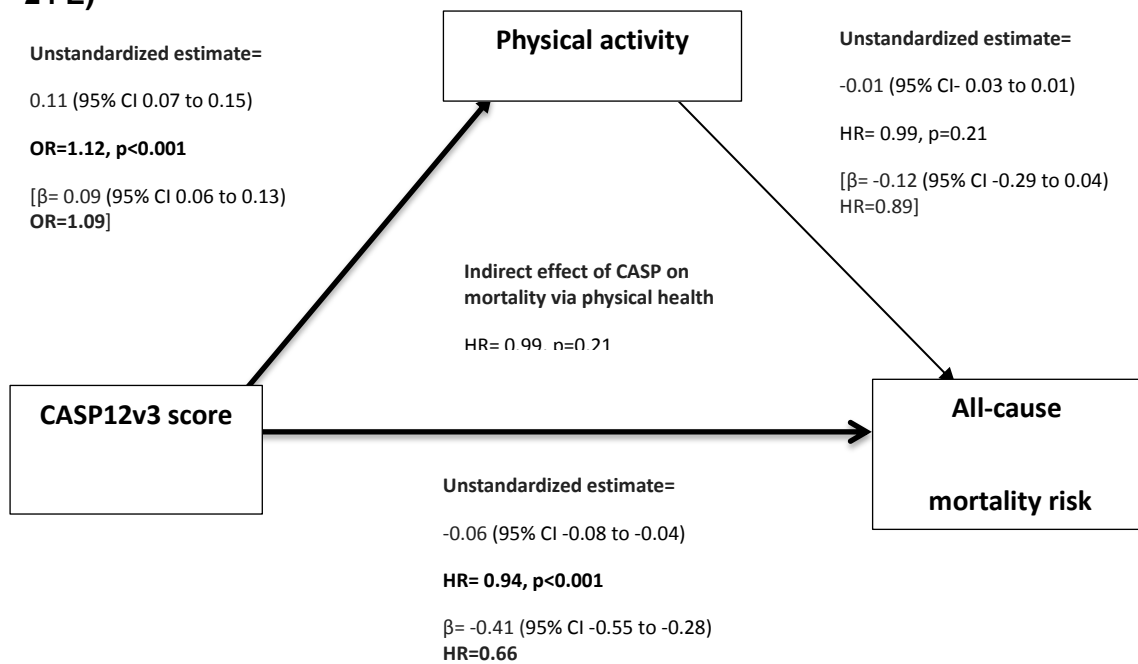 Physical activity
Unstandardized estimate=
0.11 (95% CI 0.07 to 0.15)
OR=1.12, p<0.001
[β= 0.09 (95% CI 0.06 to 0.13)
OR=1.09]
Unstandardized estimate=
-0.01 (95% CI- 0.03 to 0.01)
HR= 0.99, p=0.21
[β= -0.12 (95% CI -0.29 to 0.04)
HR=0.89]
Indirect effect of CASP on
mortality via physical health
HR= 0.99, p=0.21
CASP12v3 score
All-cause
mortality risk
Unstandardized estimate=
-0.06 (95% CI -0.08 to -0.04)
HR= 0.94, p<0.001
β= -0.41 (95% CI -0.55 to -0.28)
HR=0.66